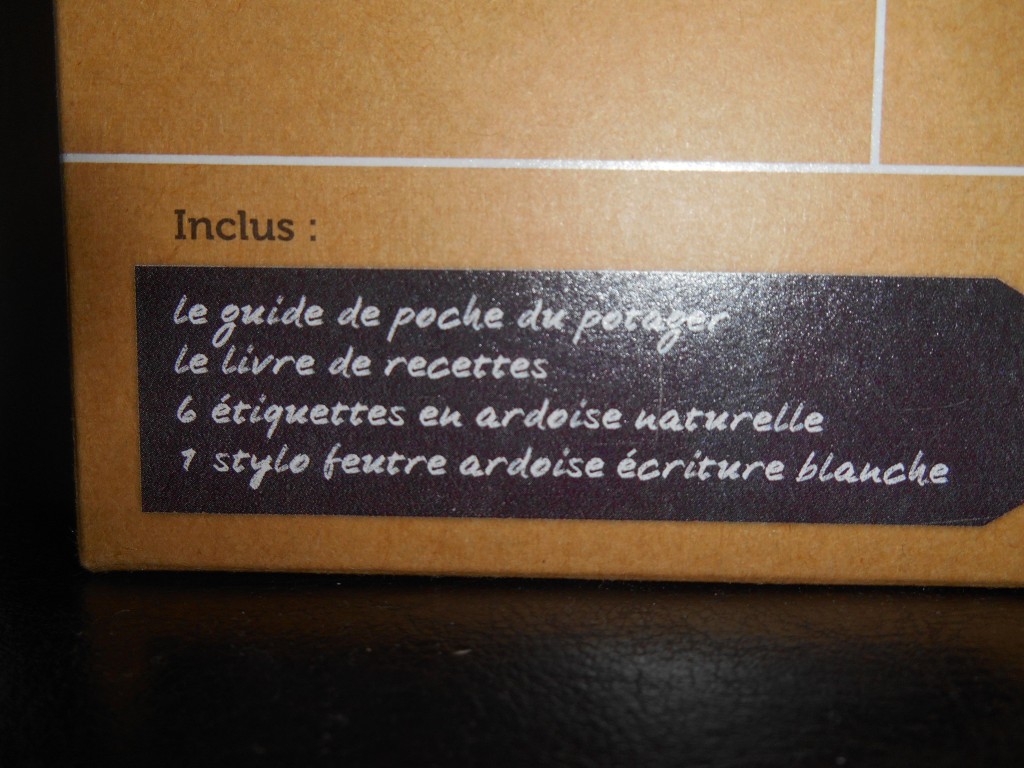 Inclus :
le guide de poche du potager
le livre de recettes
6 étiquettes en ardoise naturelle
1 stylo feutre ardoise écriture blanche